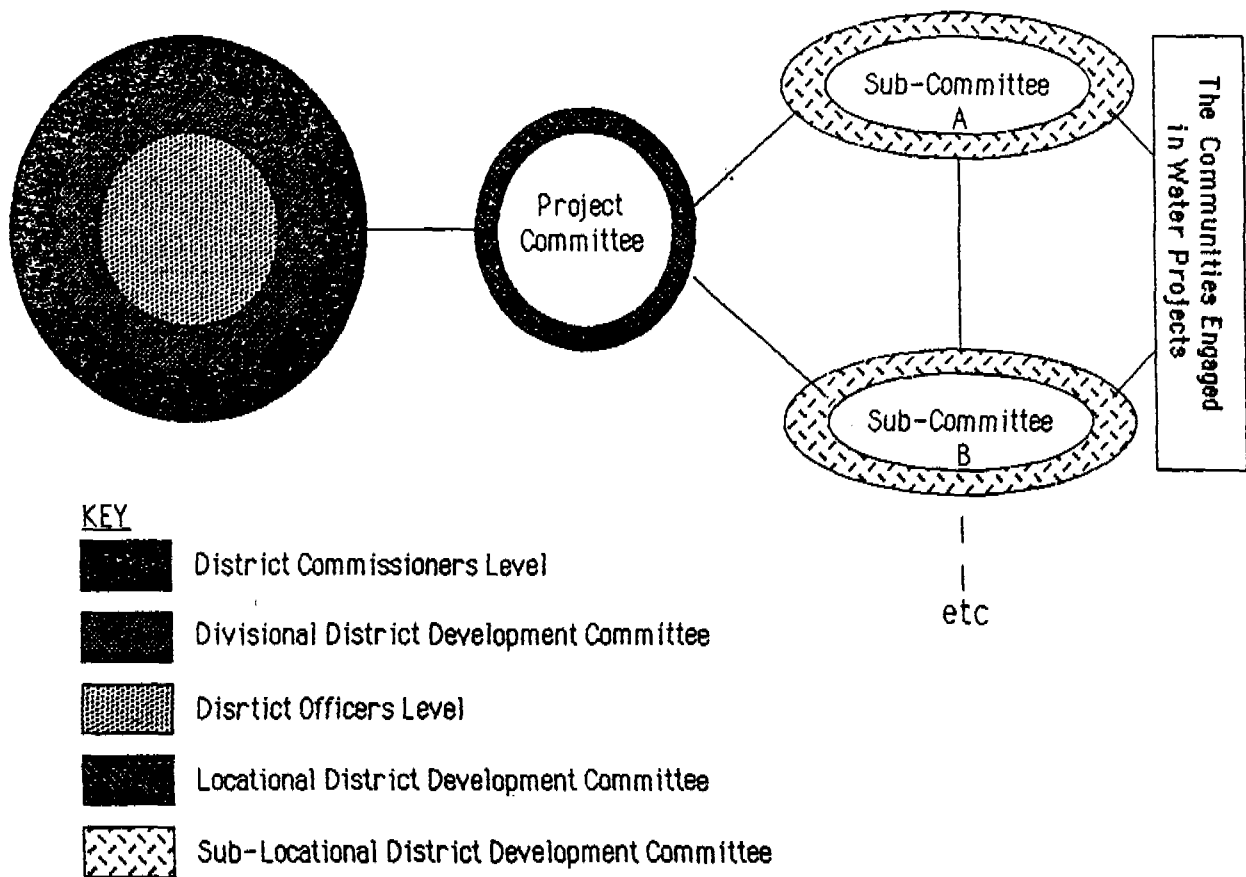 Sub-Committee
A
Project
Committee
The Communities Engaged
in Water Projects
Sub-Committee
B
etc
KEY
District Commissioners Level
Divisional District Development Committee
Disrtict Officers Level
Locational District Development Committee
Sub-Locational District Development Committee